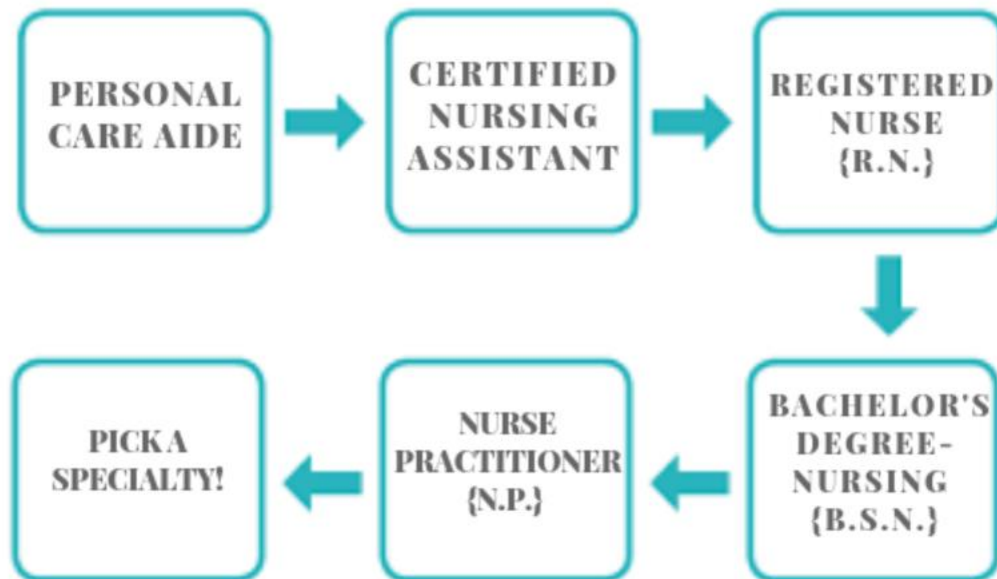 PERSONAL
CARE AIDE
CERTIFIED
NURSING
ASSISTANT
REGISTERED
NURSE
{R.N.}
BACHELOR'S
DEGREE-
NURSING
{B.S.N.}
NURSE
PRACTITIONER
{N.P.}
PICK A
SPECIALTY!